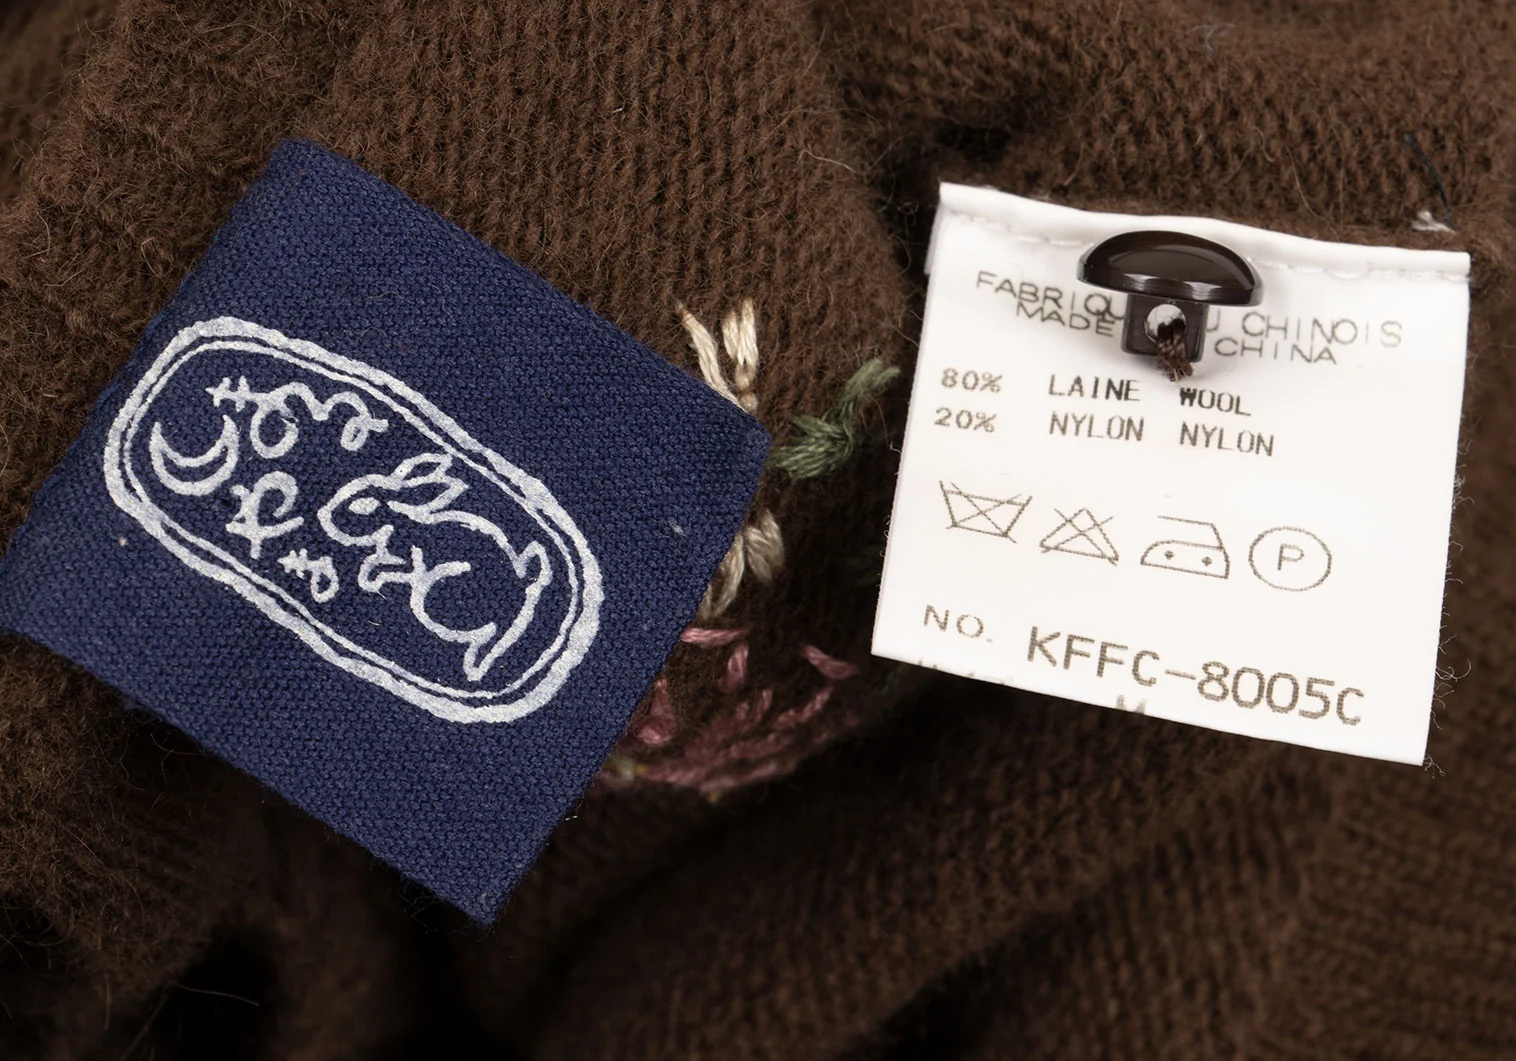 FABRIQU U CHINOIS
MADE CHINA
80% LAINE WOOL
20% NYLON NYLON
P
NO. KFFC-8005C